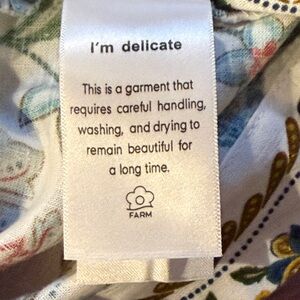 I'm delicate
This is a garment that
requires careful handling,
washing, and drying to
remain beautiful for
a long time.
FARM